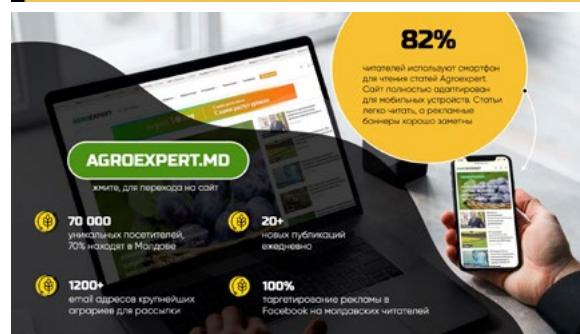 82%
читателей используют смартфон
для чтения статей Agroexpert.
Сайт полностью адаптирован
для мобильных устройств. Статьи
легко читать, а рекламные
баннеры хорошо заметны
AGROEXPERT
AGROEXPERT.MD
жмите, для перехода на сайт
70 000
уникальных посетителей,
70% находят в Молдове
20+
новых публикаций
ежедневно
1200+
email адресов крупнейших
аграриев для рассылки
100%
таргетирование рекламы в
Facebook на молдавских читателей